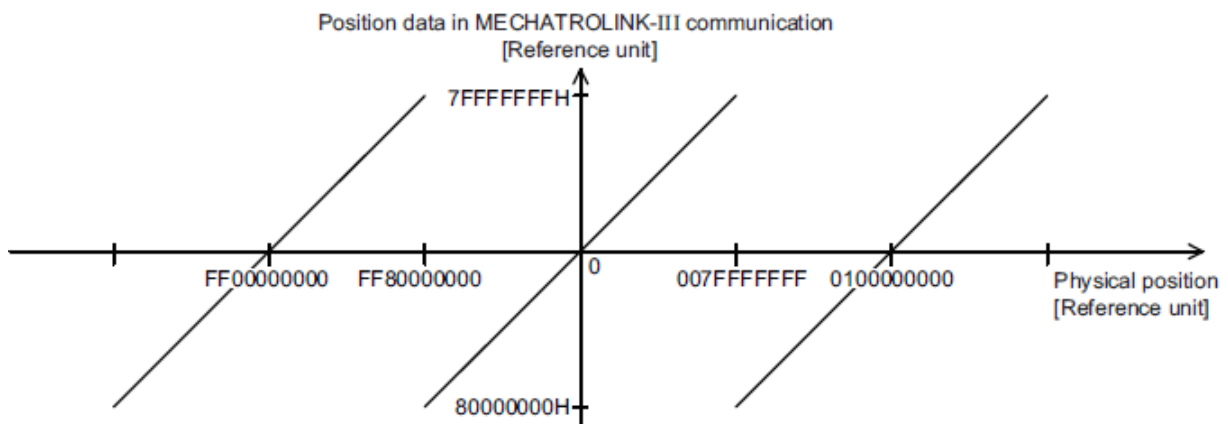 Position data in MECHATROLINK-III communication
[Reference unit]
7FFFFFFFH
FF00000000
FF80000000
0
007FFFFFFF
0100000000
Physical position
[Reference unit]
80000000H